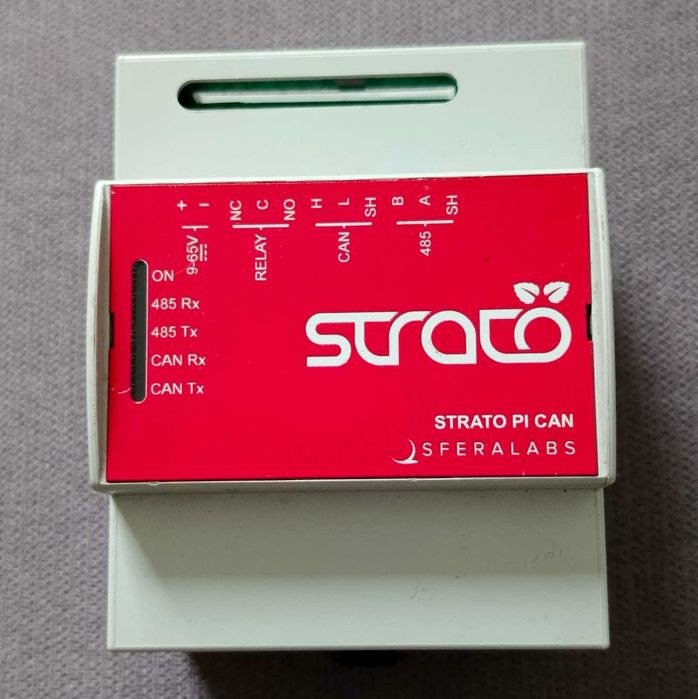 +
-
NC
C
NO
H
L
SH
B
A
SH
9-65V
RELAY
CAN
485
ON
485 Rx
485 Tx
CAN Rx
CAN Tx
strato
STRATO PI CAN
SFERALABS